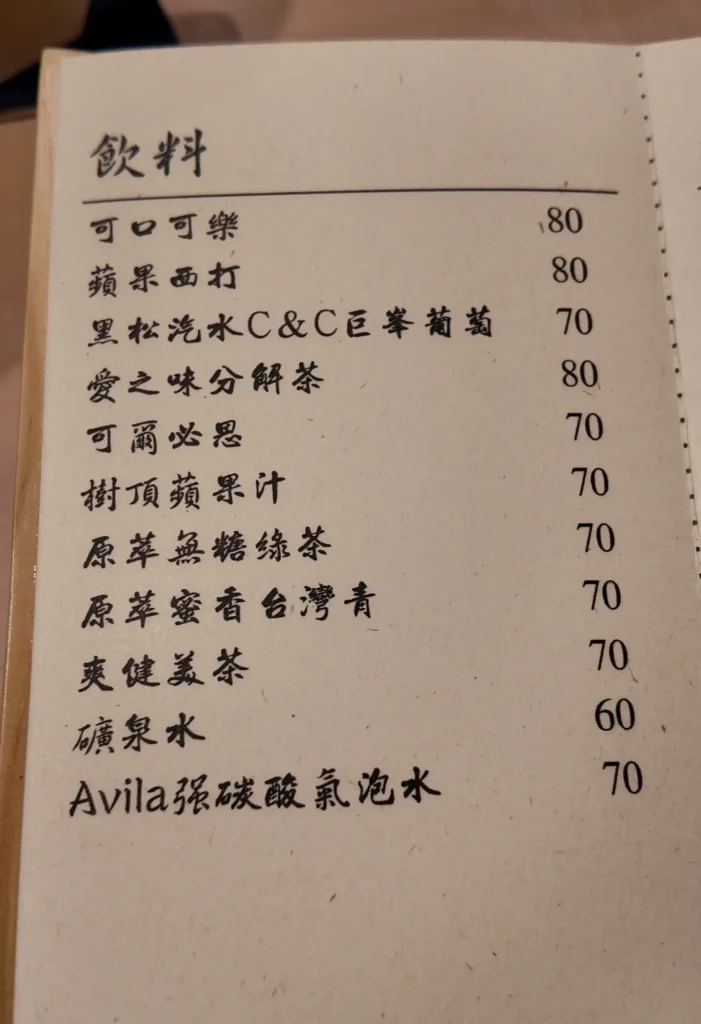 飲料
可口可樂 80
蘋果西打 80
黑松汽水C&C巨峯葡萄 70
愛之味分解茶 80
可爾必思 70
樹頂蘋果汁 70
原萃無糖綠茶 70
原萃蜜香台灣青 70
爽健美茶 70
礦泉水 60
Avila强碳酸氣泡水 70